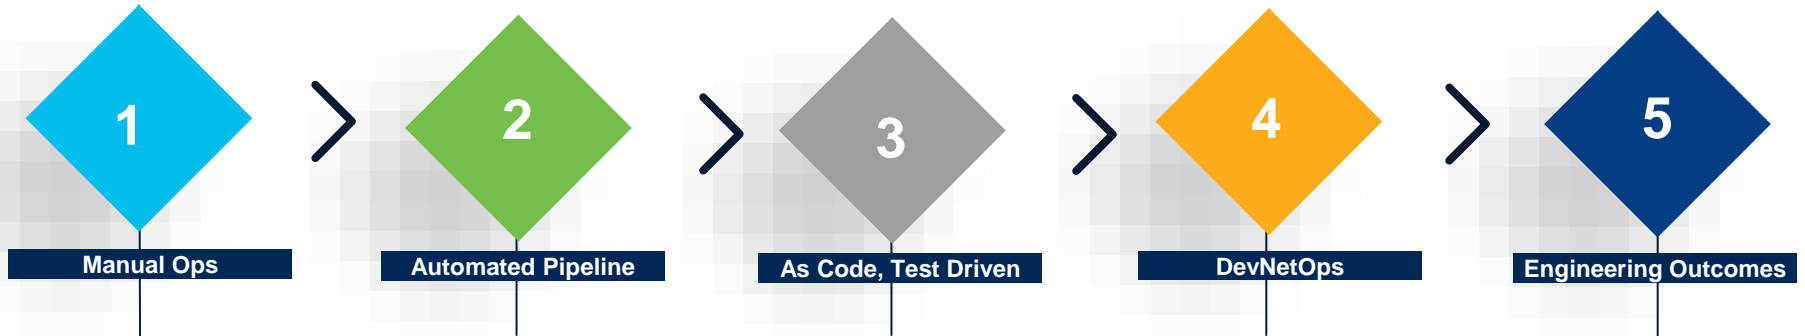 1
Manual Ops
2
Automated Pipeline
3
As Code, Test Driven
4
DevNetOps
5
Engineering Outcomes